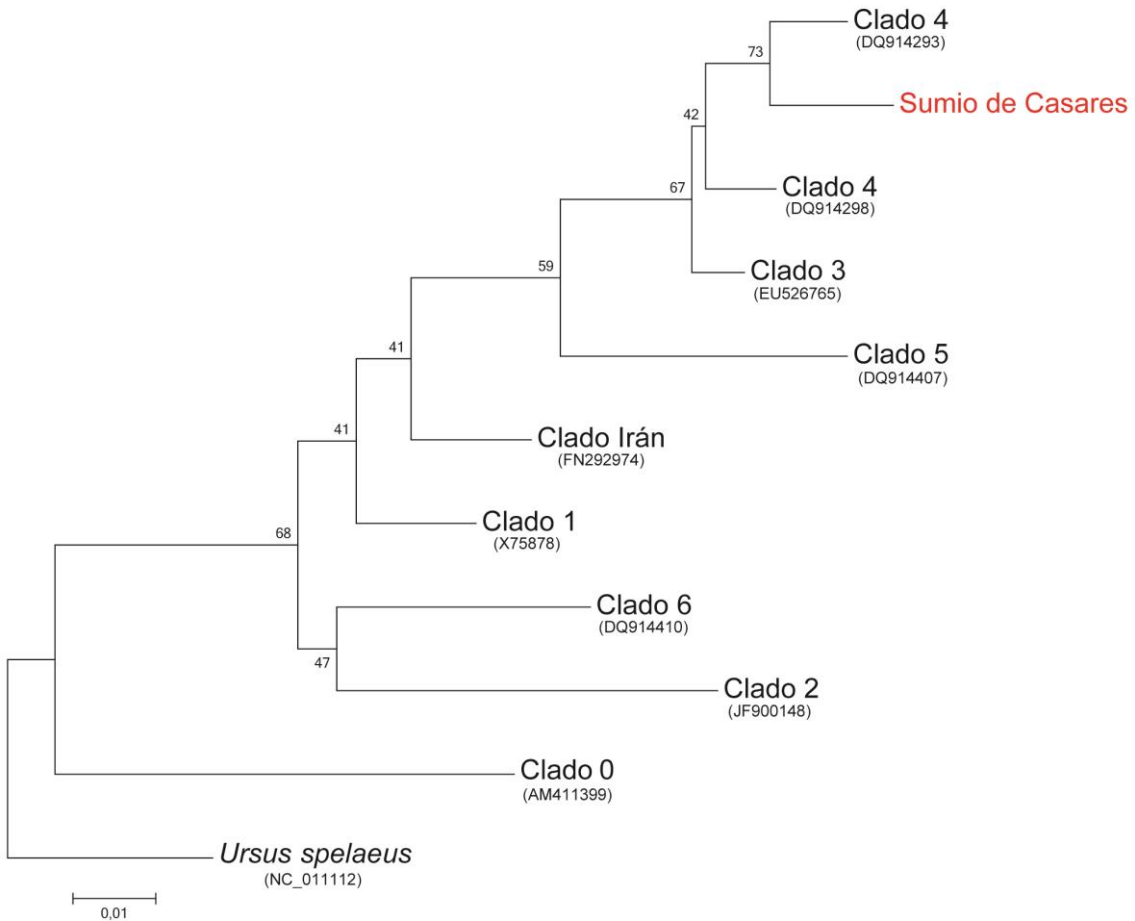 Clado 4
(DQ914293)
73
Sumio de Casares
42
Clado 4
(DQ914298)
67
Clado 3
(EU526765)
59
Clado 5
(DQ914407)
41
Clado Irán
(FN292974)
41
Clado 1
(X75878)
68
Clado 6
(DQ914410)
47
Clado 2
(JF900148)
Clado 0
(AM411399)
Ursus spelaeus
(NC_011112)
0,01